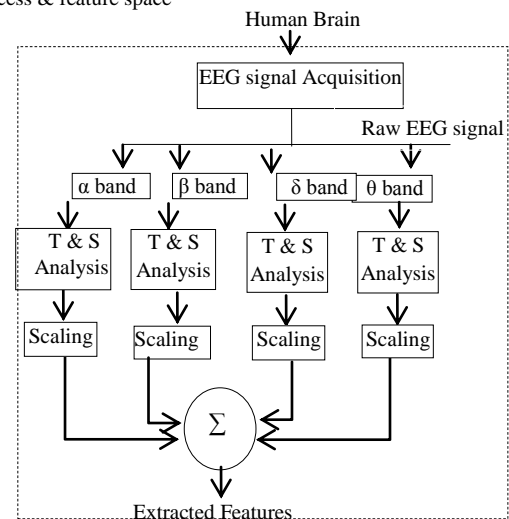 & feature space
Human Brain
EEG signal Acquisition
Raw EEG signal
α band
β band
δ band
θ band
T & S
Analysis
T & S
Analysis
T & S
Analysis
T & S
Analysis
Scaling
Scaling
Scaling
Scaling
Σ
Extracted Features